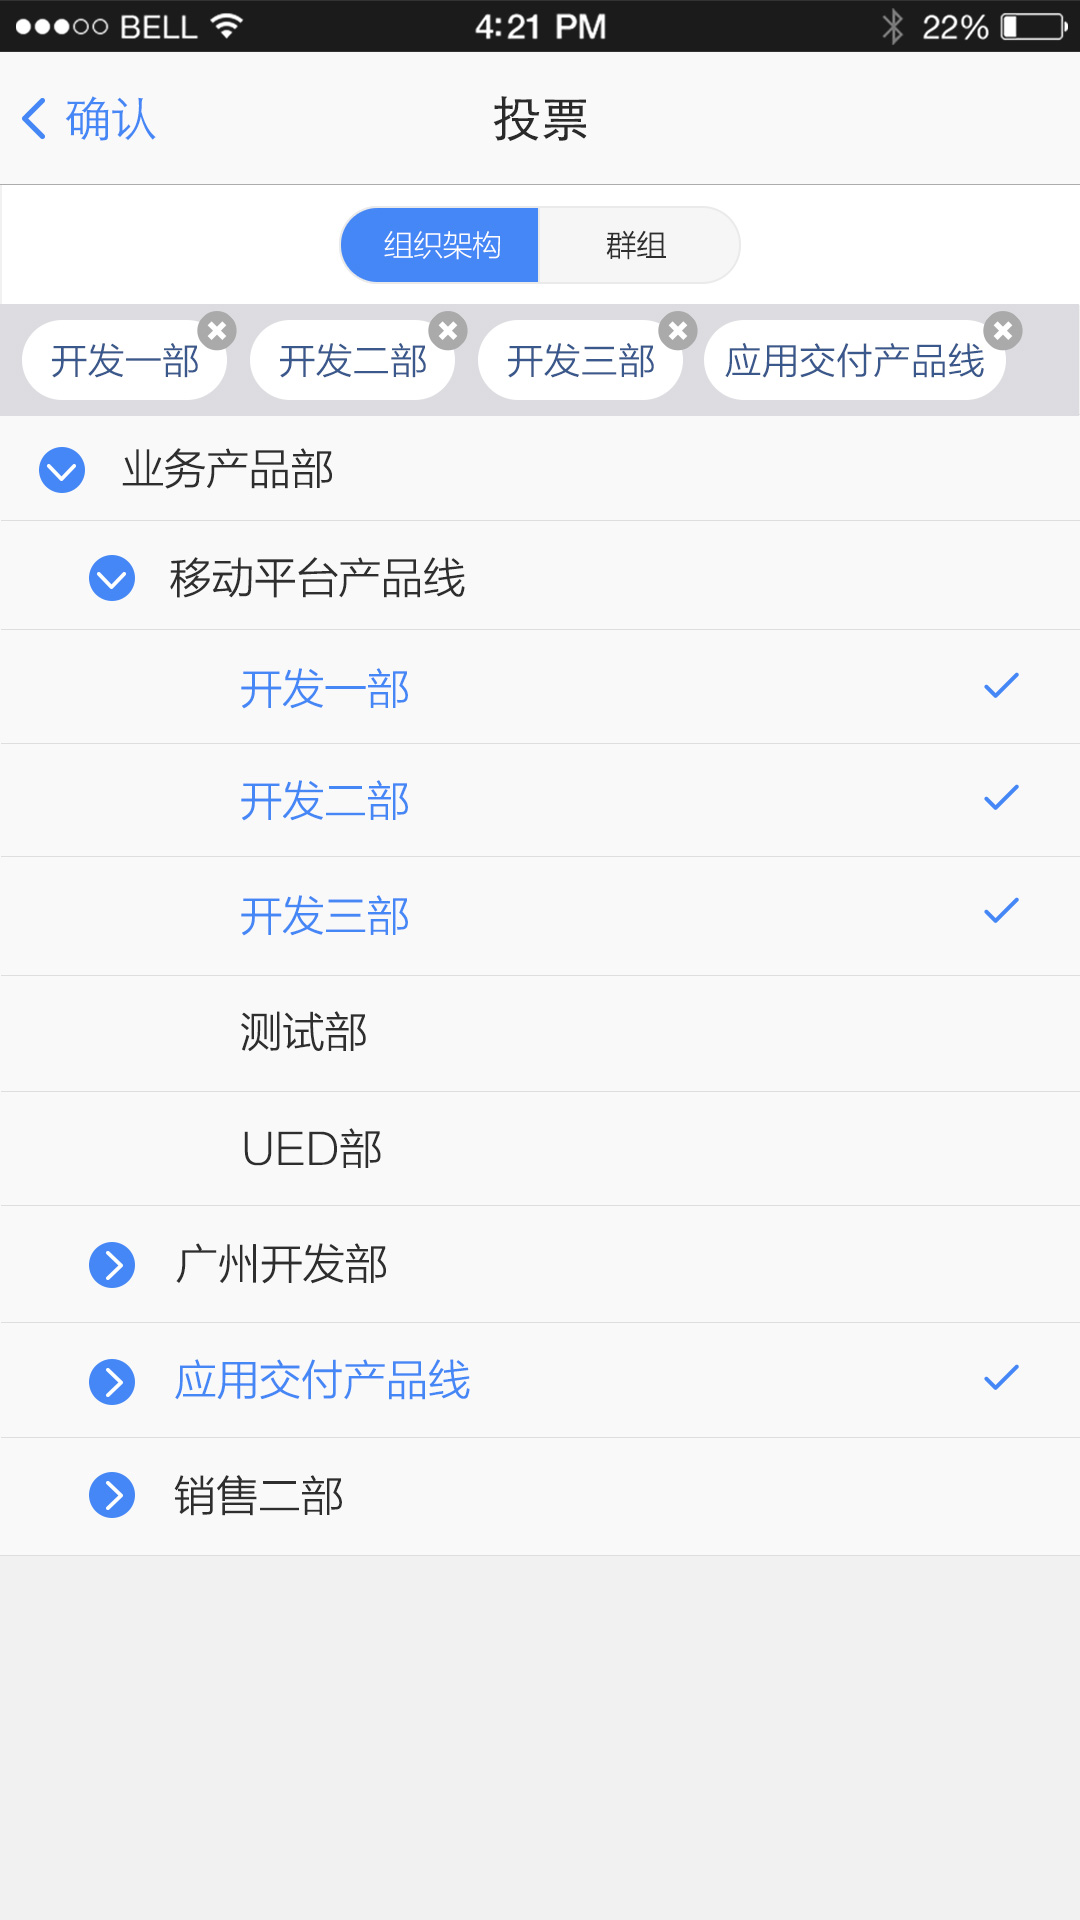 BELL 4:21 PM 22%
确认 投票
组织架构 群组
开发一部 开发二部 开发三部 应用交付产品线
业务产品部
移动平台产品线
开发一部
开发二部
开发三部
测试部
UED部
广州开发部
应用交付产品线
销售二部